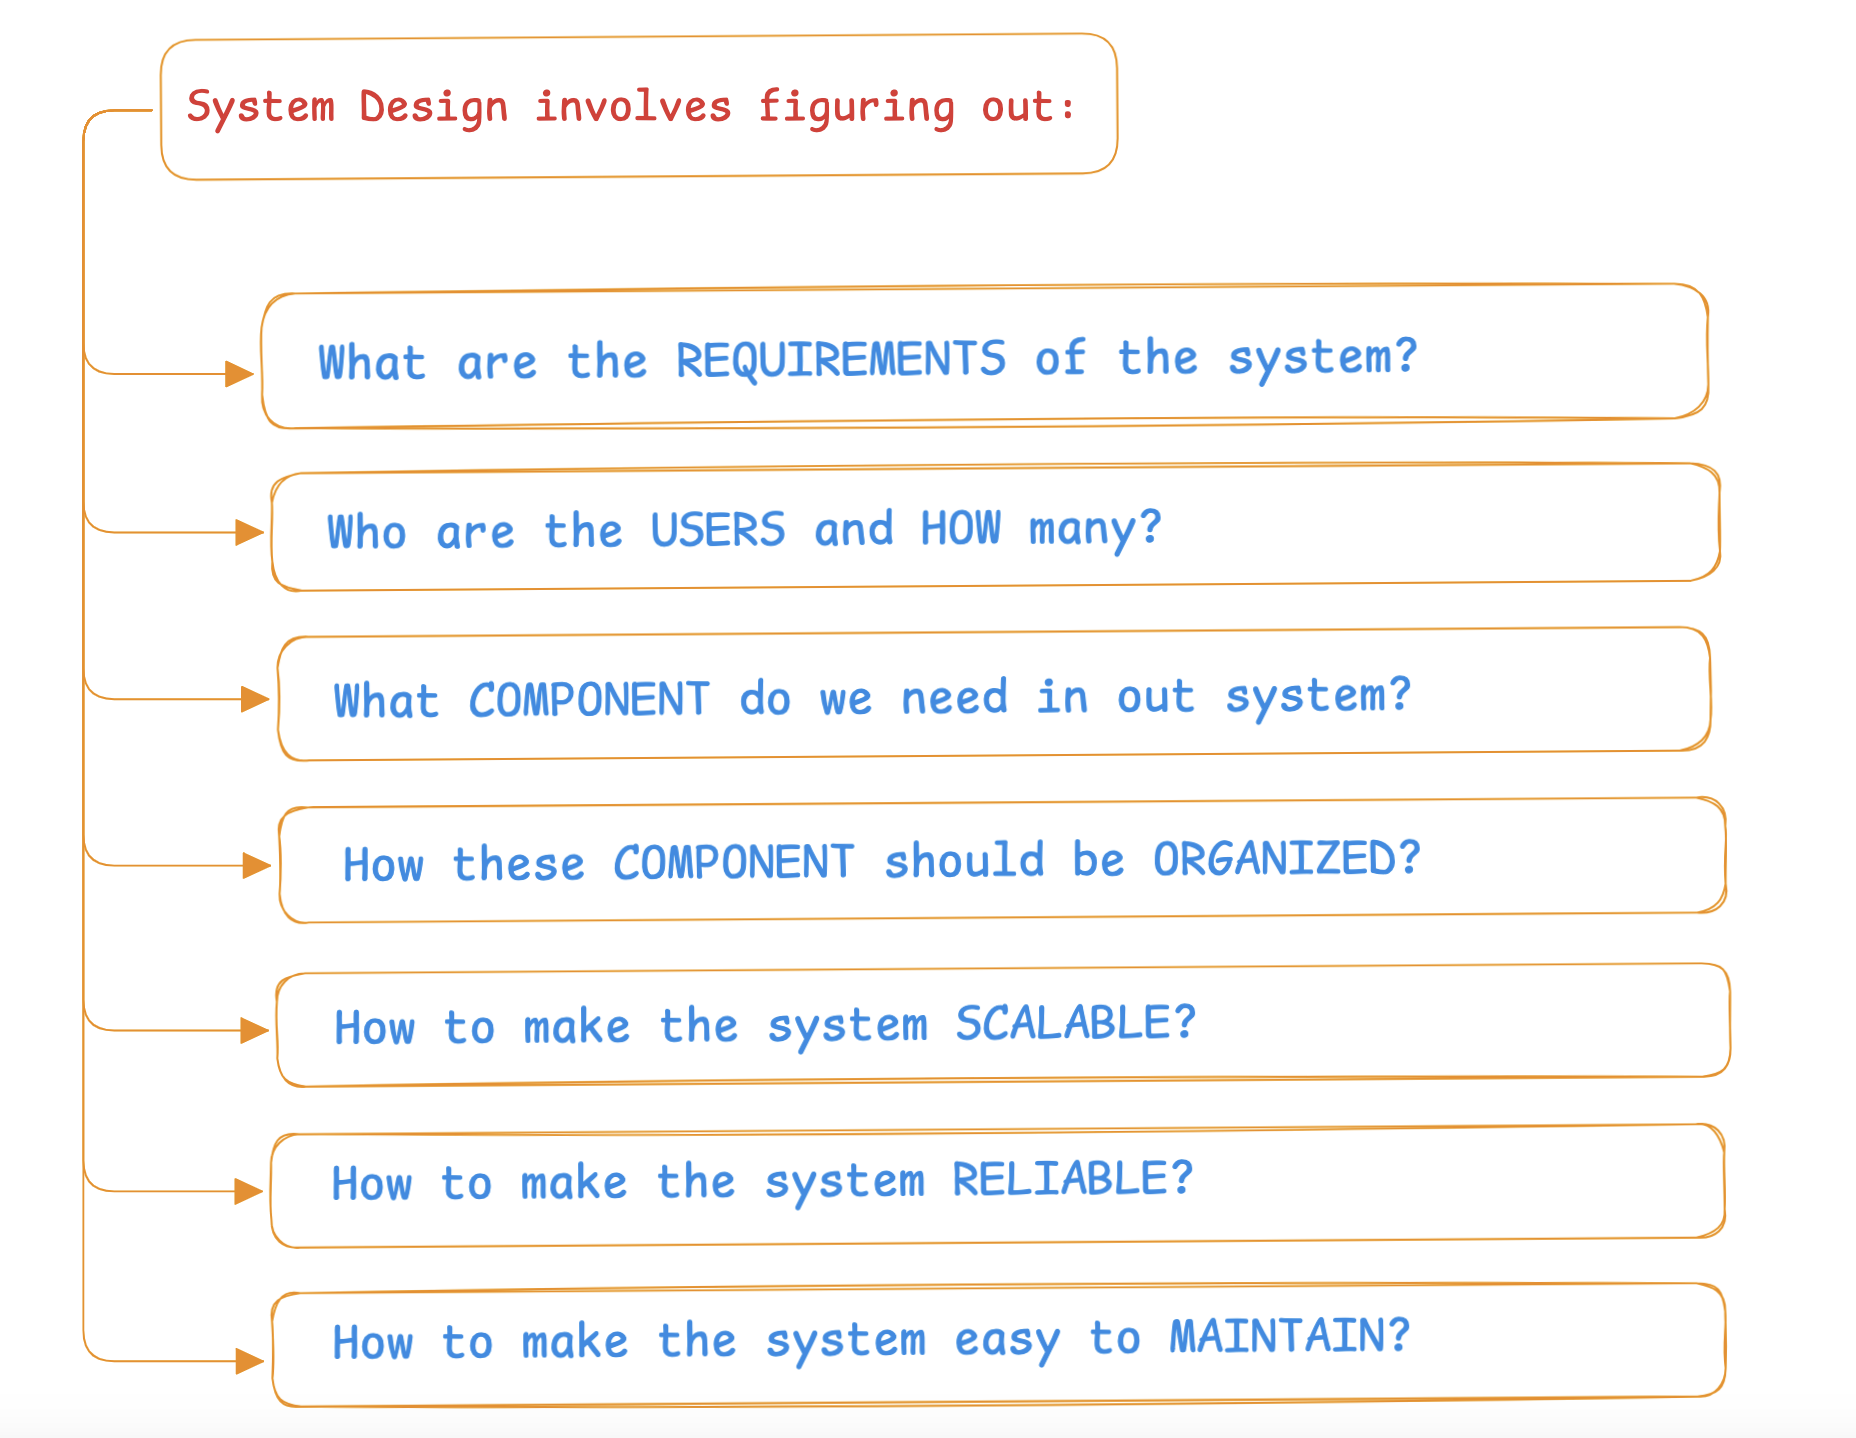 System Design involves figuring out:
What are the REQUIREMENTS of the system?
Who are the USERS and HOW many?
What COMPONENT do we need in out system?
How these COMPONENT should be ORGANIZED?
How to make the system SCALABLE?
How to make the system RELIABLE?
How to make the system easy to MAINTAIN?